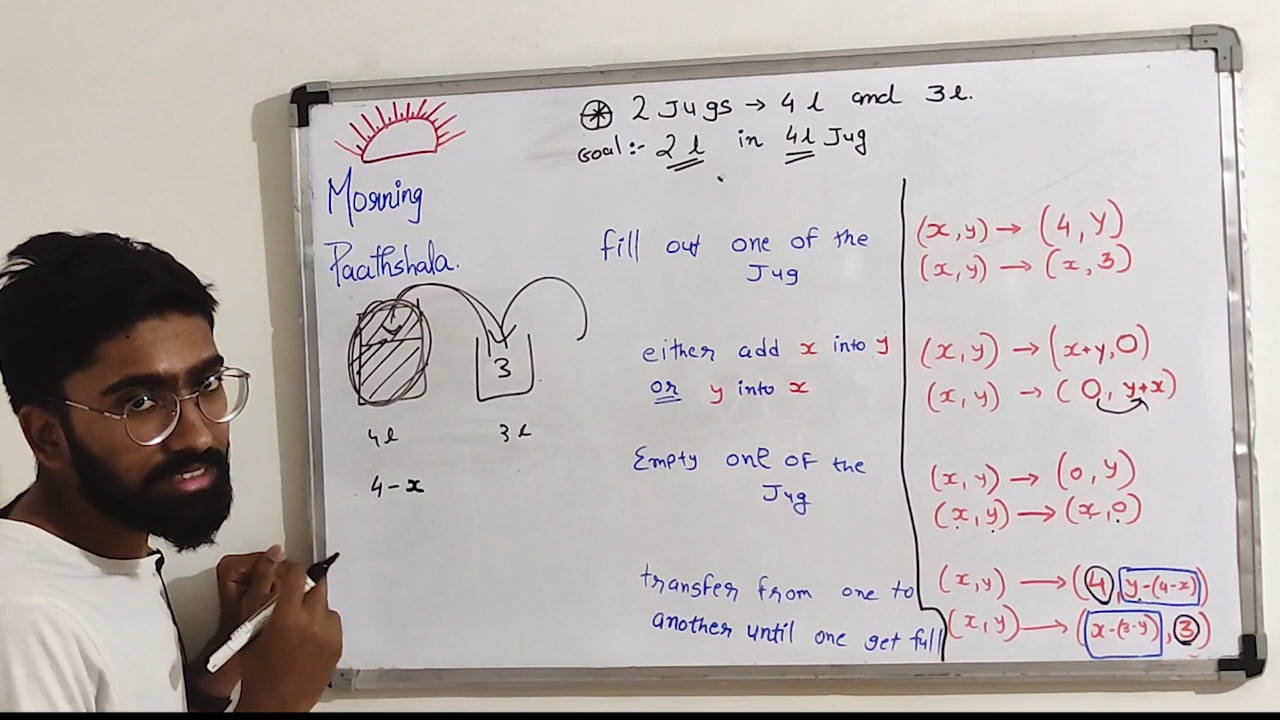 ⊛ 2 Jugs → 4 l and 3 l.
Goal:- 2 l in 4l Jug
Morning
Paathshala.
fill out one of the
Jug
(x,y) → (4, y)
(x,y) → (x, 3)
3
4l
3 l
4-x
either add x into y
or y into x
(x,y) → (x+y,0)
(x,y) → (0, y+x)
Empty one of the
Jug
(x,y) → (0, y)
(x,y) → (x,0)
transfer from one to
another until one get full
(x,y) → (4, y-(4-x))
(x,y) → (x-(3-y), 3)